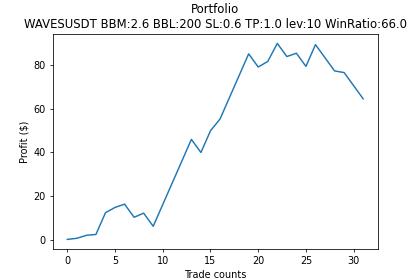 Portfolio
WAVESUSDT BBM:2.6 BBL:200 SL:0.6 TP:1.0 lev:10 WinRatio:66.0
Profit ($)
80
60
40
20
0
0 5 10 15 20 25 30
Trade counts